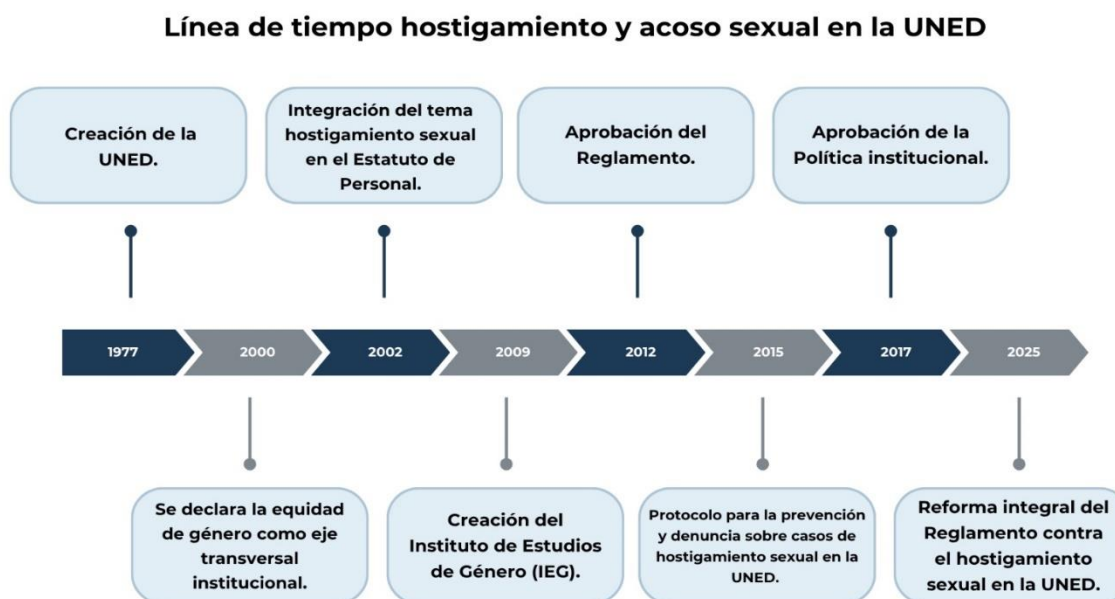 Línea de tiempo hostigamiento y acoso sexual en la UNED
Creación de la
UNED.
Integración del tema
hostigamiento sexual
en el Estatuto de
Personal.
Aprobación del
Reglamento.
Aprobación de la
Política institucional.
1977
2000
2002
2009
2012
2015
2017
2025
Se declara la equidad
de género como eje
transversal
institucional.
Creación del
Instituto de Estudios
de Género (IEG).
Protocolo para la prevención
y denuncia sobre casos de
hostigamiento sexual en la
UNED.
Reforma integral del
Reglamento contra
el hostigamiento
sexual en la UNED.